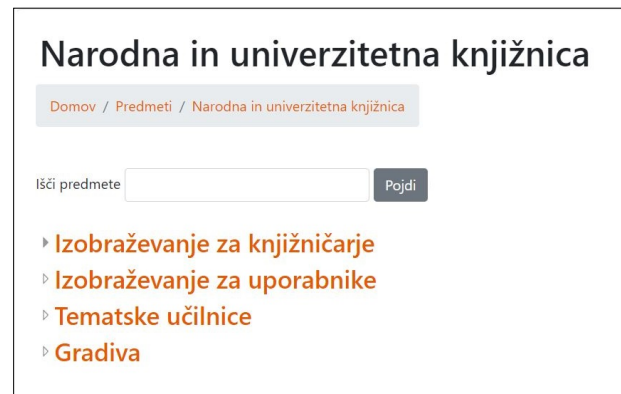 Narodna in univerzitetna knjižnica
Domov / Predmeti / Narodna in univerzitetna knjižnica
Išči predmete Pojdi
Izobraževanje za knjižničarje
Izobraževanje za uporabnike
Tematske učilnice
Gradiva